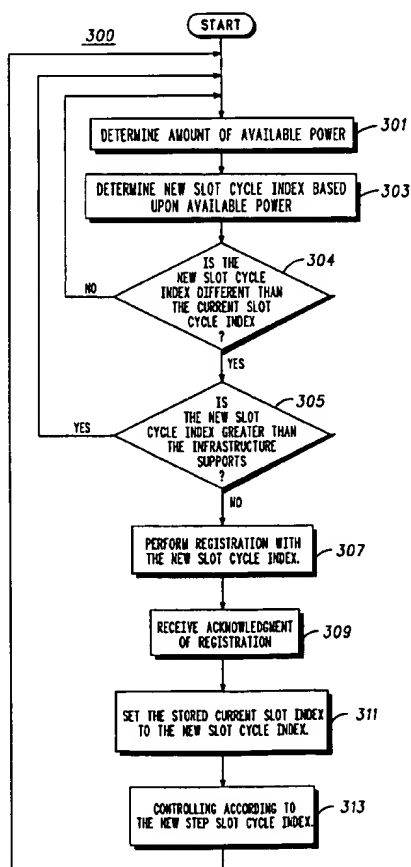 START
300
DETERMINE AMOUNT OF AVAILABLE POWER
301
DETERMINE NEW SLOT CYCLE INDEX BASED
UPON AVAILABLE POWER
303
IS THE
NEW SLOT CYCLE
INDEX DIFFERENT THAN
THE CURRENT SLOT
CYCLE INDEX
?
304
NO
YES
IS
THE NEW SLOT
CYCLE INDEX GREATER THAN
THE INFRASTRUCTURE
SUPPORTS
?
305
YES
NO
PERFORM REGISTRATION WITH
THE NEW SLOT CYCLE INDEX.
307
RECEIVE ACKNOWLEDGMENT
OF REGISTRATION
309
SET THE STORED CURRENT SLOT INDEX
TO THE NEW SLOT CYCLE INDEX.
311
CONTROLLING ACCORDING TO
THE NEW STEP SLOT CYCLE INDEX.
313